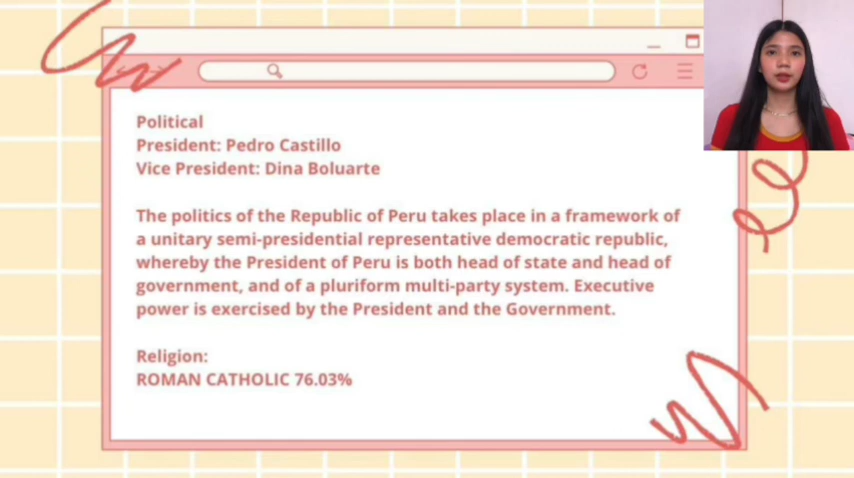 Political
President: Pedro Castillo
Vice President: Dina Boluarte
The politics of the Republic of Peru takes place in a framework of
a unitary semi-presidential representative democratic republic,
whereby the President of Peru is both head of state and head of
government, and of a pluriform multi-party system. Executive
power is exercised by the President and the Government.
Religion:
ROMAN CATHOLIC 76.03%